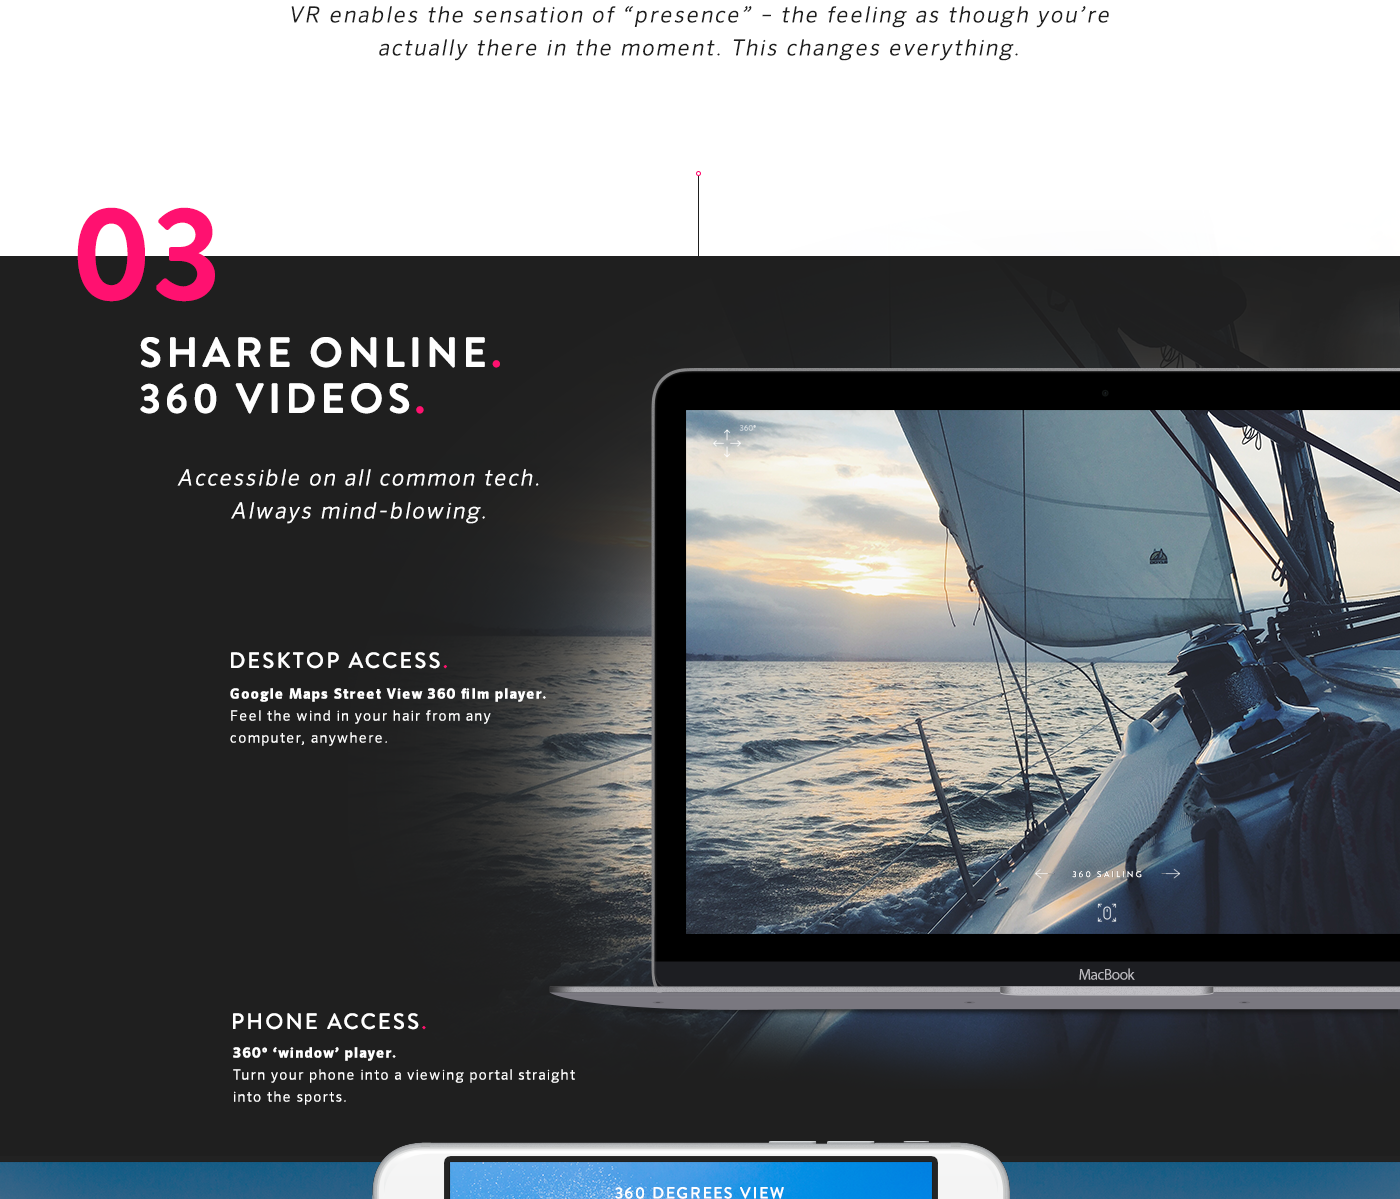 VR enables the sensation of “presence” – the feeling as though you’re
actually there in the moment. This changes everything.
03
SHARE ONLINE.
360 VIDEOS.
Accessible on all common tech.
Always mind-blowing.
360°
DESKTOP ACCESS.
Google Maps Street View 360 film player.
Feel the wind in your hair from any
computer, anywhere.
360 SAILING
MacBook
PHONE ACCESS.
360° ‘window’ player.
Turn your phone into a viewing portal straight
into the sports.
360 DEGREES VIEW